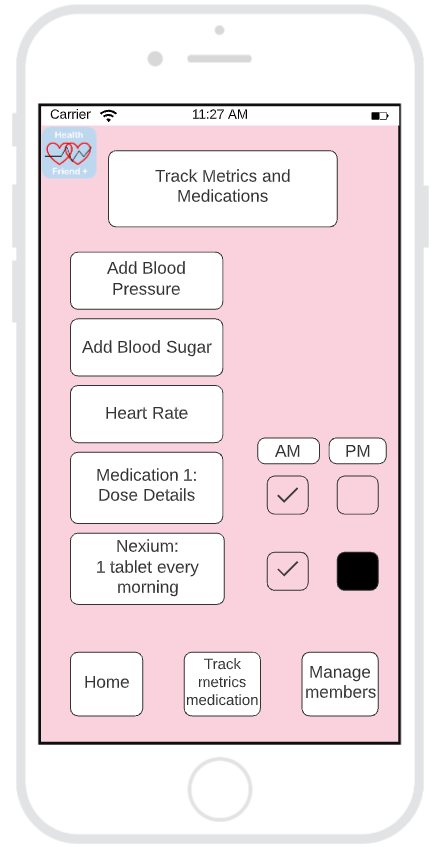 Carrier
11:27 AM
Health
Friend +
Track Metrics and
Medications
Add Blood
Pressure
Add Blood Sugar
Heart Rate
AM
PM
Medication 1:
Dose Details
Nexium:
1 tablet every
morning
Home
Track
metrics
medication
Manage
members